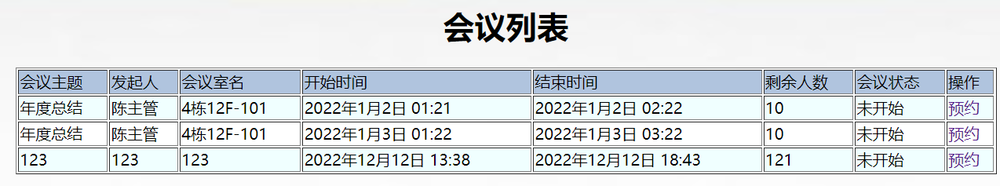 会议列表
会议主题 发起人 会议室名 开始时间 结束时间 剩余人数 会议状态 操作
年度总结 陈主管 4栋12F-101 2022年1月2日 01:21 2022年1月2日 02:22 10 未开始 预约
年度总结 陈主管 4栋12F-101 2022年1月3日 01:22 2022年1月3日 03:22 10 未开始 预约
123 123 123 2022年12月12日 13:38 2022年12月12日 18:43 121 未开始 预约